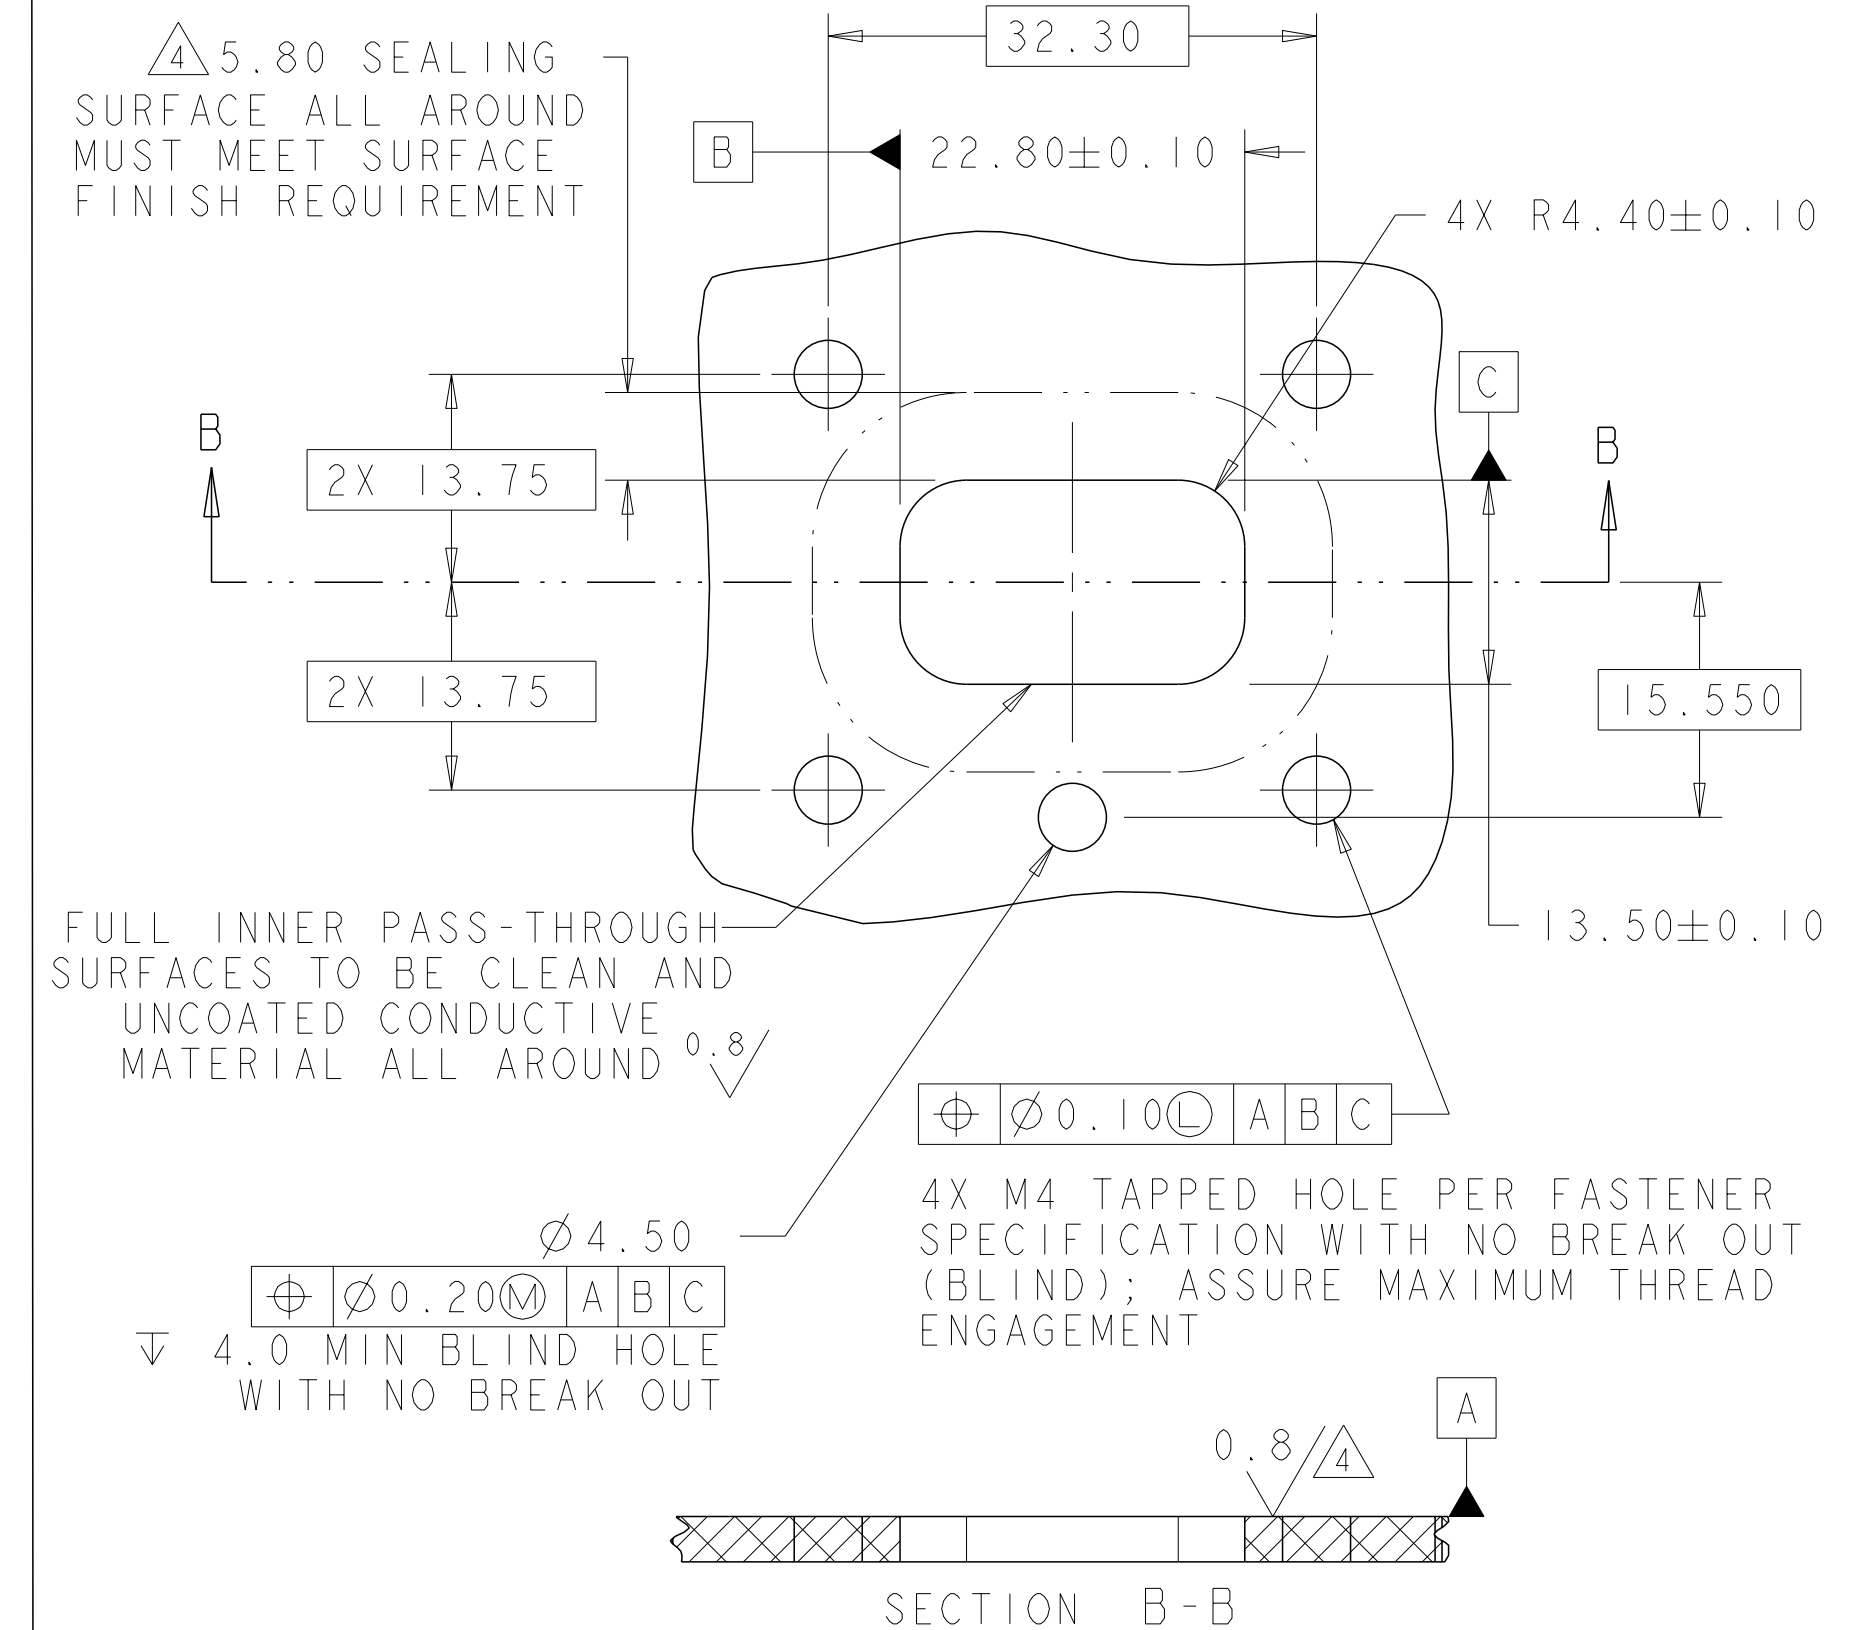 32.30
4 5.80 SEALING
SURFACE ALL AROUND
MUST MEET SURFACE
FINISH REQUIREMENT
B
22.80±0.10
4X R4.40±0.10
C
B
B
2X 13.75
2X 13.75
15.550
FULL INNER PASS-THROUGH
SURFACES TO BE CLEAN AND
UNCOATED CONDUCTIVE
MATERIAL ALL AROUND 0.8
13.50±0.10
⌖ ⌀0.10Ⓛ A B C
4X M4 TAPPED HOLE PER FASTENER
SPECIFICATION WITH NO BREAK OUT
(BLIND); ASSURE MAXIMUM THREAD
ENGAGEMENT
⌀4.50
⌖ ⌀0.20Ⓜ A B C
↧ 4.0 MIN BLIND HOLE
WITH NO BREAK OUT
A
0.8 4
SECTION B-B